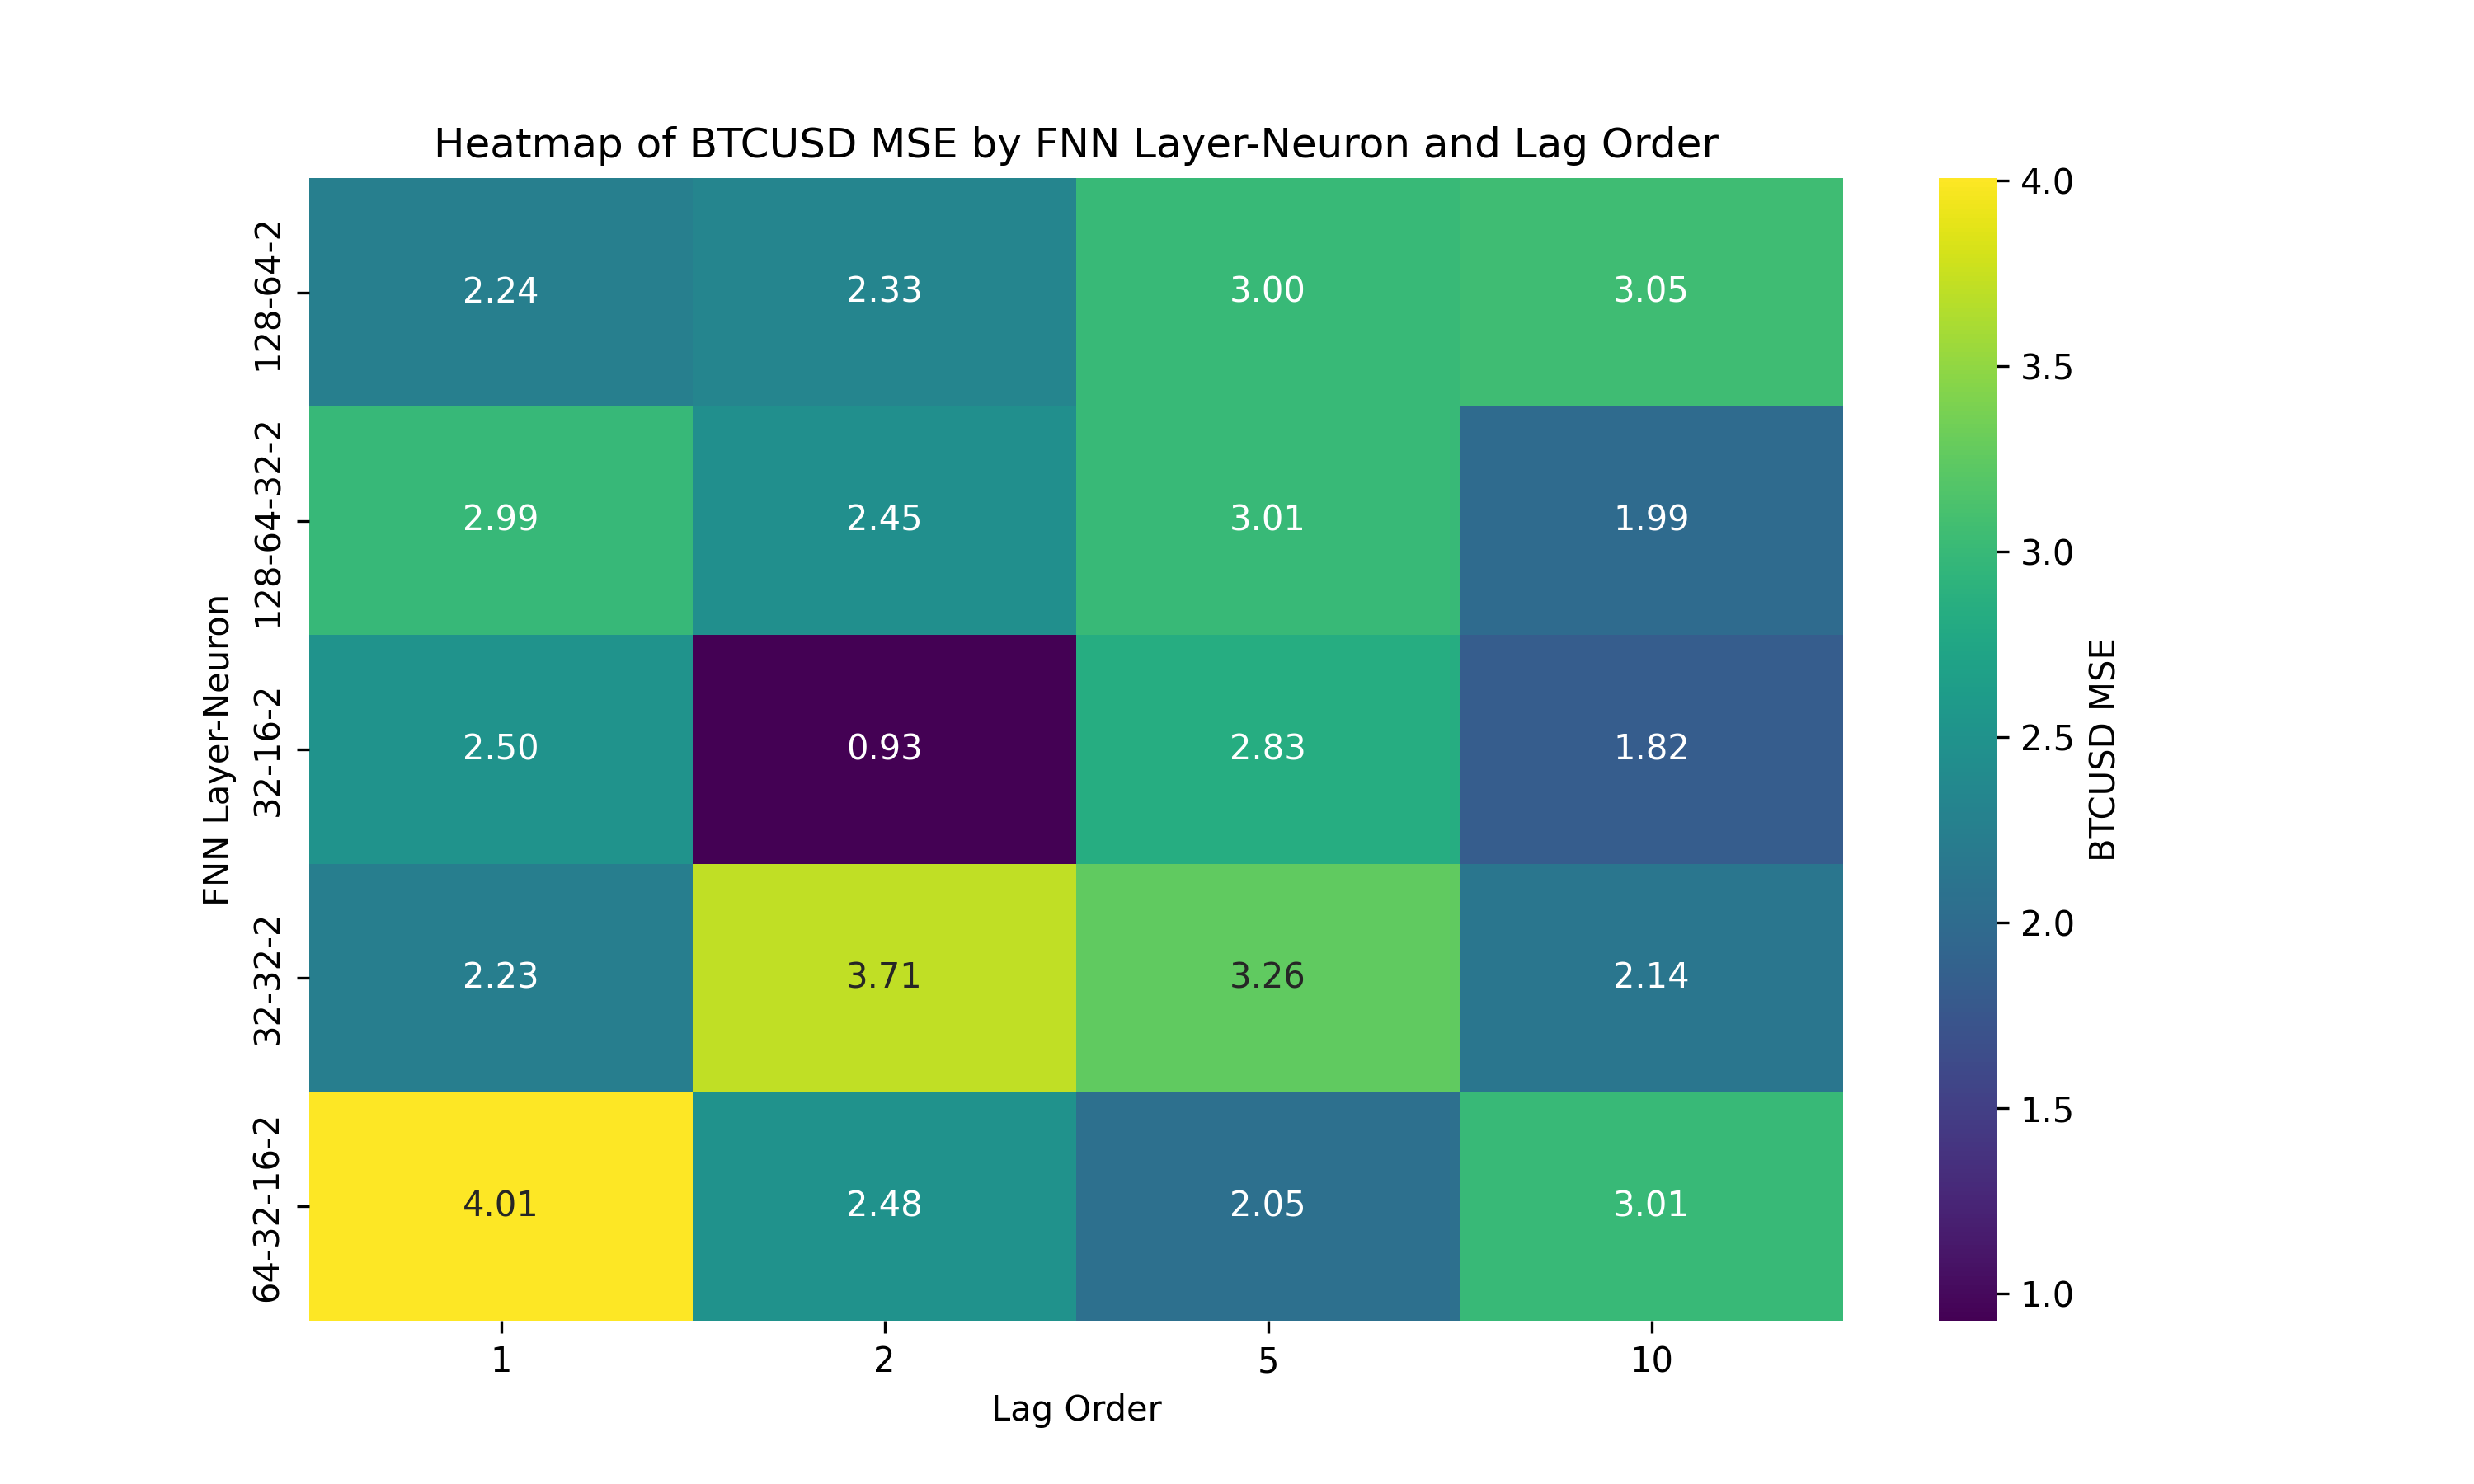 Heatmap of BTCUSD MSE by FNN Layer-Neuron and Lag Order
FNN Layer-Neuron
128-64-2
2.24 2.33 3.00 3.05
128-64-32-2
2.99 2.45 3.01 1.99
32-16-2
2.50 0.93 2.83 1.82
32-32-2
2.23 3.71 3.26 2.14
64-32-16-2
4.01 2.48 2.05 3.01
1 2 5 10
Lag Order
4.0
3.5
3.0
2.5
2.0
1.5
1.0
BTCUSD MSE